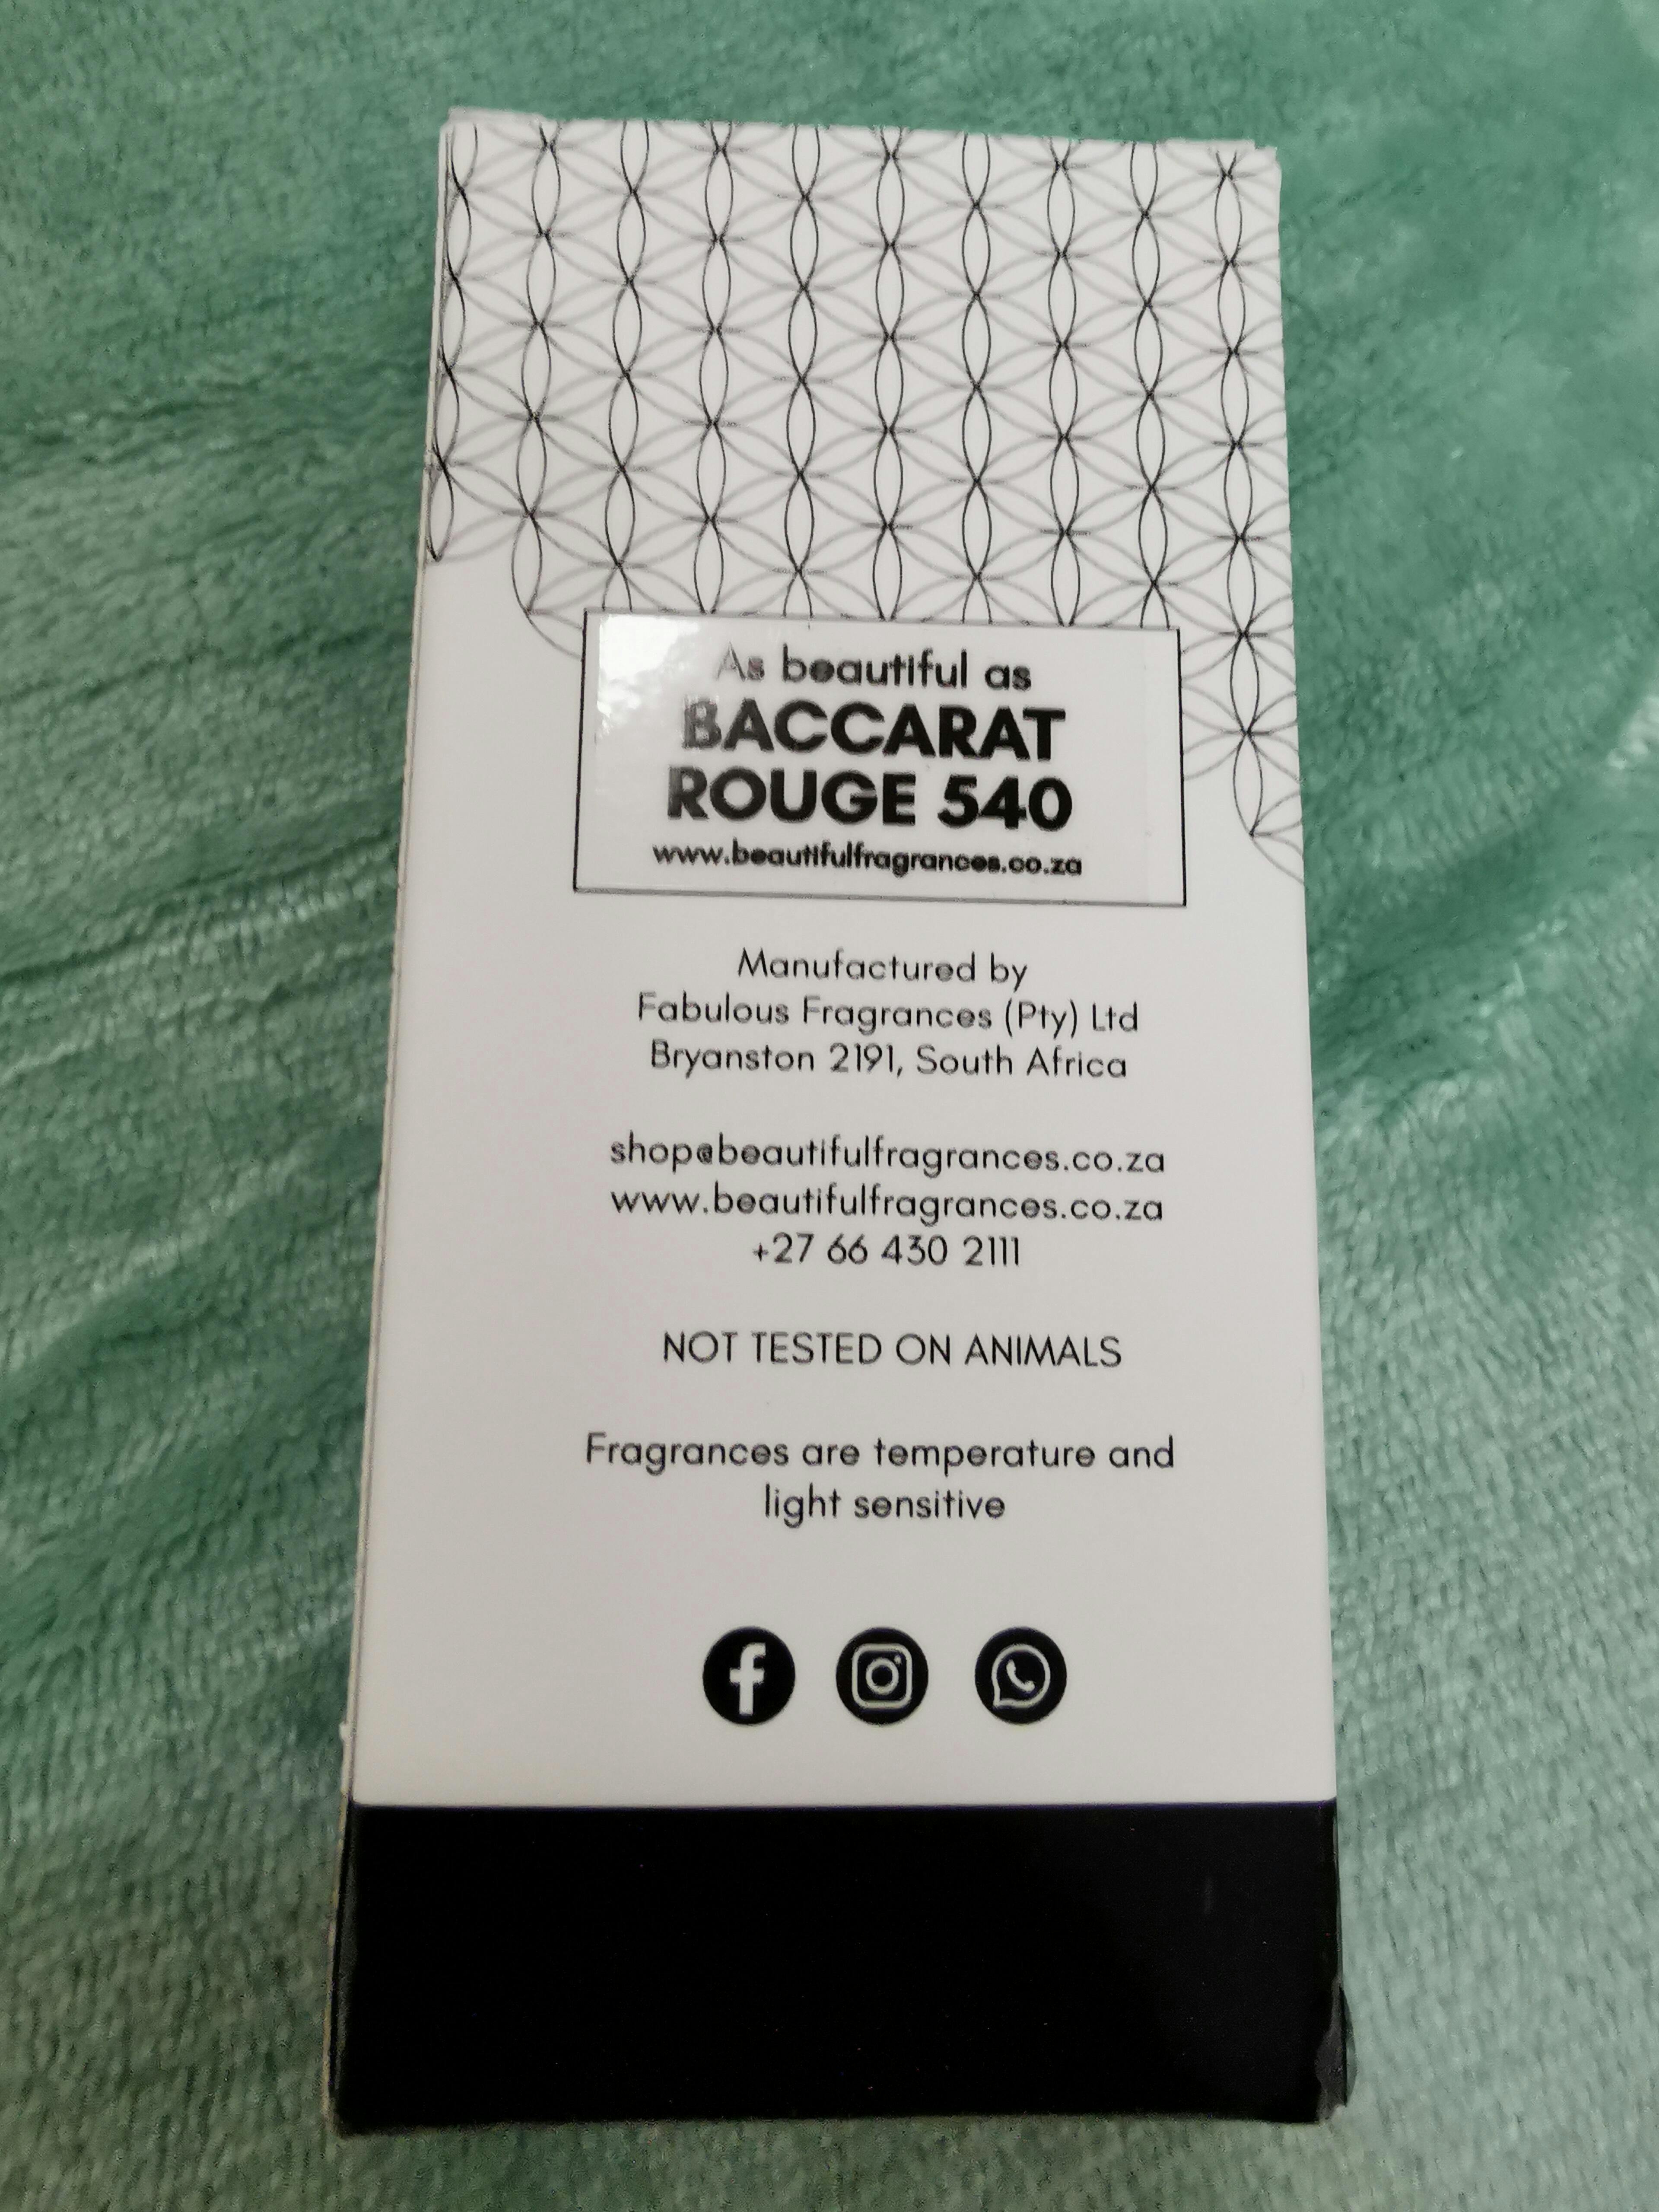 As beautiful as
BACCARAT
ROUGE 540
www.beautifulfragrances.co.za
Manufactured by
Fabulous Fragrances (Pty) Ltd
Bryanston 2191, South Africa
shop@beautifulfragrances.co.za
www.beautifulfragrances.co.za
+27 66 430 2111
NOT TESTED ON ANIMALS
Fragrances are temperature and
light sensitive